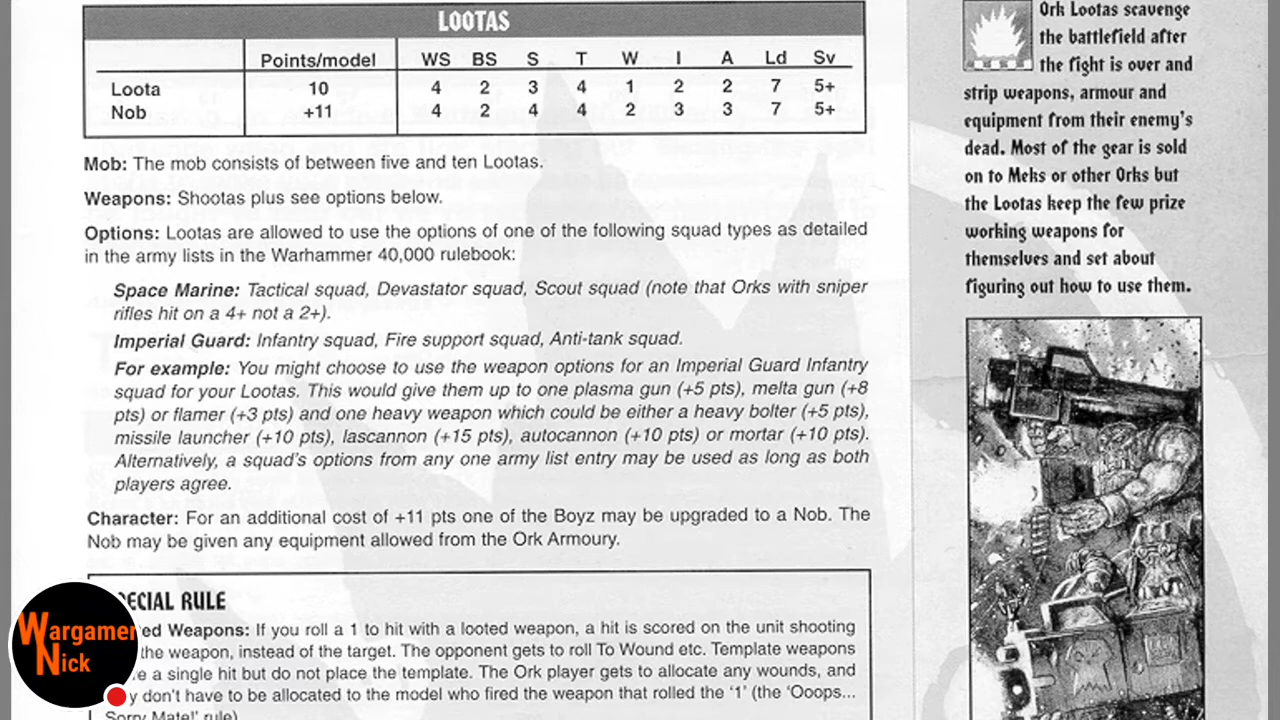 LOOTAS
Points/model WS BS S T W I A Ld Sv
Loota 10 4 2 3 4 1 2 2 7 5+
Nob +11 4 2 4 4 2 3 3 7 5+
Mob: The mob consists of between five and ten Lootas.
Weapons: Shootas plus see options below.
Options: Lootas are allowed to use the options of one of the following squad types as detailed
in the army lists in the Warhammer 40,000 rulebook:
Space Marine: Tactical squad, Devastator squad, Scout squad (note that Orks with sniper
rifles hit on a 4+ not a 2+).
Imperial Guard: Infantry squad, Fire support squad, Anti-tank squad.
For example: You might choose to use the weapon options for an Imperial Guard Infantry
squad for your Lootas. This would give them up to one plasma gun (+5 pts), melta gun (+8
pts) or flamer (+3 pts) and one heavy weapon which could be either a heavy bolter (+5 pts),
missile launcher (+10 pts), lascannon (+15 pts), autocannon (+10 pts) or mortar (+10 pts).
Alternatively, a squad's options from any one army list entry may be used as long as both
players agree.
Character: For an additional cost of +11 pts one of the Boyz may be upgraded to a Nob. The
Nob may be given any equipment allowed from the Ork Armoury.
ECIAL RULE
ed Weapons: If you roll a 1 to hit with a looted weapon, a hit is scored on the unit shooting
the weapon, instead of the target. The opponent gets to roll To Wound etc. Template weapons
e a single hit but do not place the template. The Ork player gets to allocate any wounds, and
y don't have to be allocated to the model who fired the weapon that rolled the '1' (the 'Ooops...
Sorry Mate!' rule)
Ork Lootas scavenge
the battlefield after
the fight is over and
strip weapons, armour and
equipment from their enemy's
dead. Most of the gear is sold
on to Meks or other Orks but
the Lootas keep the few prize
working weapons for
themselves and set about
figuring out how to use them.
Wargamer
Nick